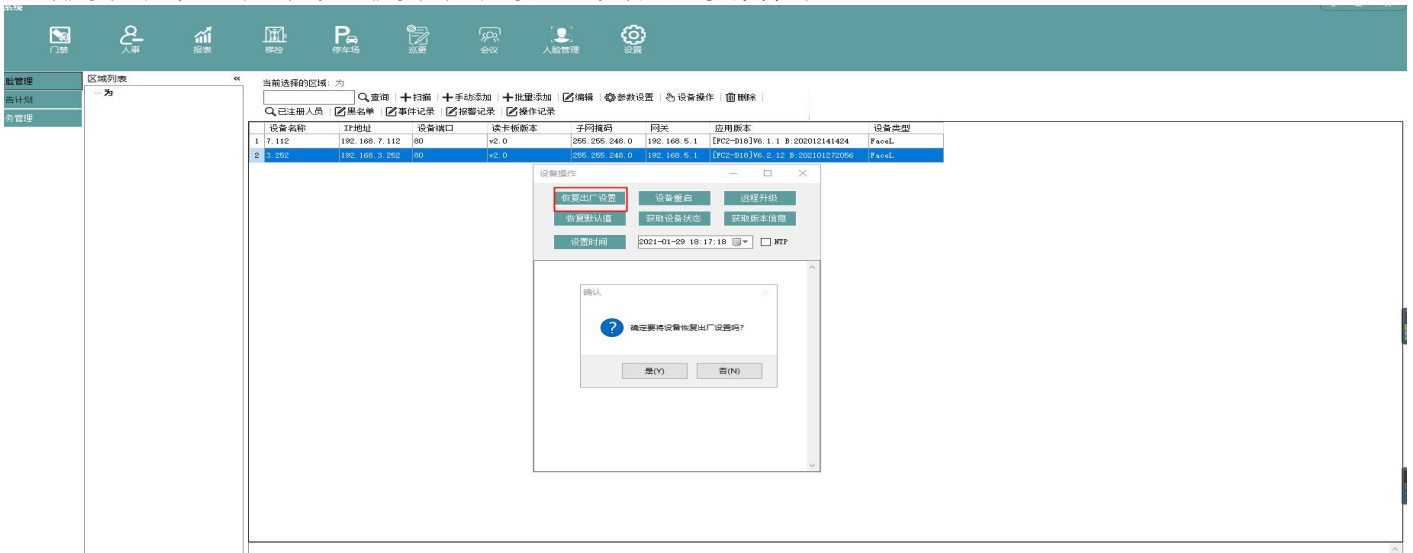 系统
门禁 人事 报表 梯控 停车场 巡更 会议 人脸管理 设置
脸管理
告计划
务管理
区域列表 «
为
当前选择的区域: 为
查询 扫描 手动添加 批量添加 编辑 参数设置 设备操作 删除
已注册人员 黑名单 事件记录 报警记录 操作记录
设备名称 IP地址 设备端口 读卡板版本 子网掩码 网关 应用版本 设备类型
1 7.112 192.168.7.112 80 v2.0 255.255.248.0 192.168.5.1 [FC2-D18]V6.1.1 B:202012141424 FaceL
2 3.252 192.168.3.252 80 v2.0 255.255.248.0 192.168.5.1 [FC2-D18]V6.2.12 B:202101272056 FaceL
设备操作
恢复出厂设置 设备重启 远程升级
恢复默认值 获取设备状态 获取版本信息
设置时间 2021-01-29 18:17:18 NTP
确认
确定要将设备恢复出厂设置吗?
是(Y) 否(N)